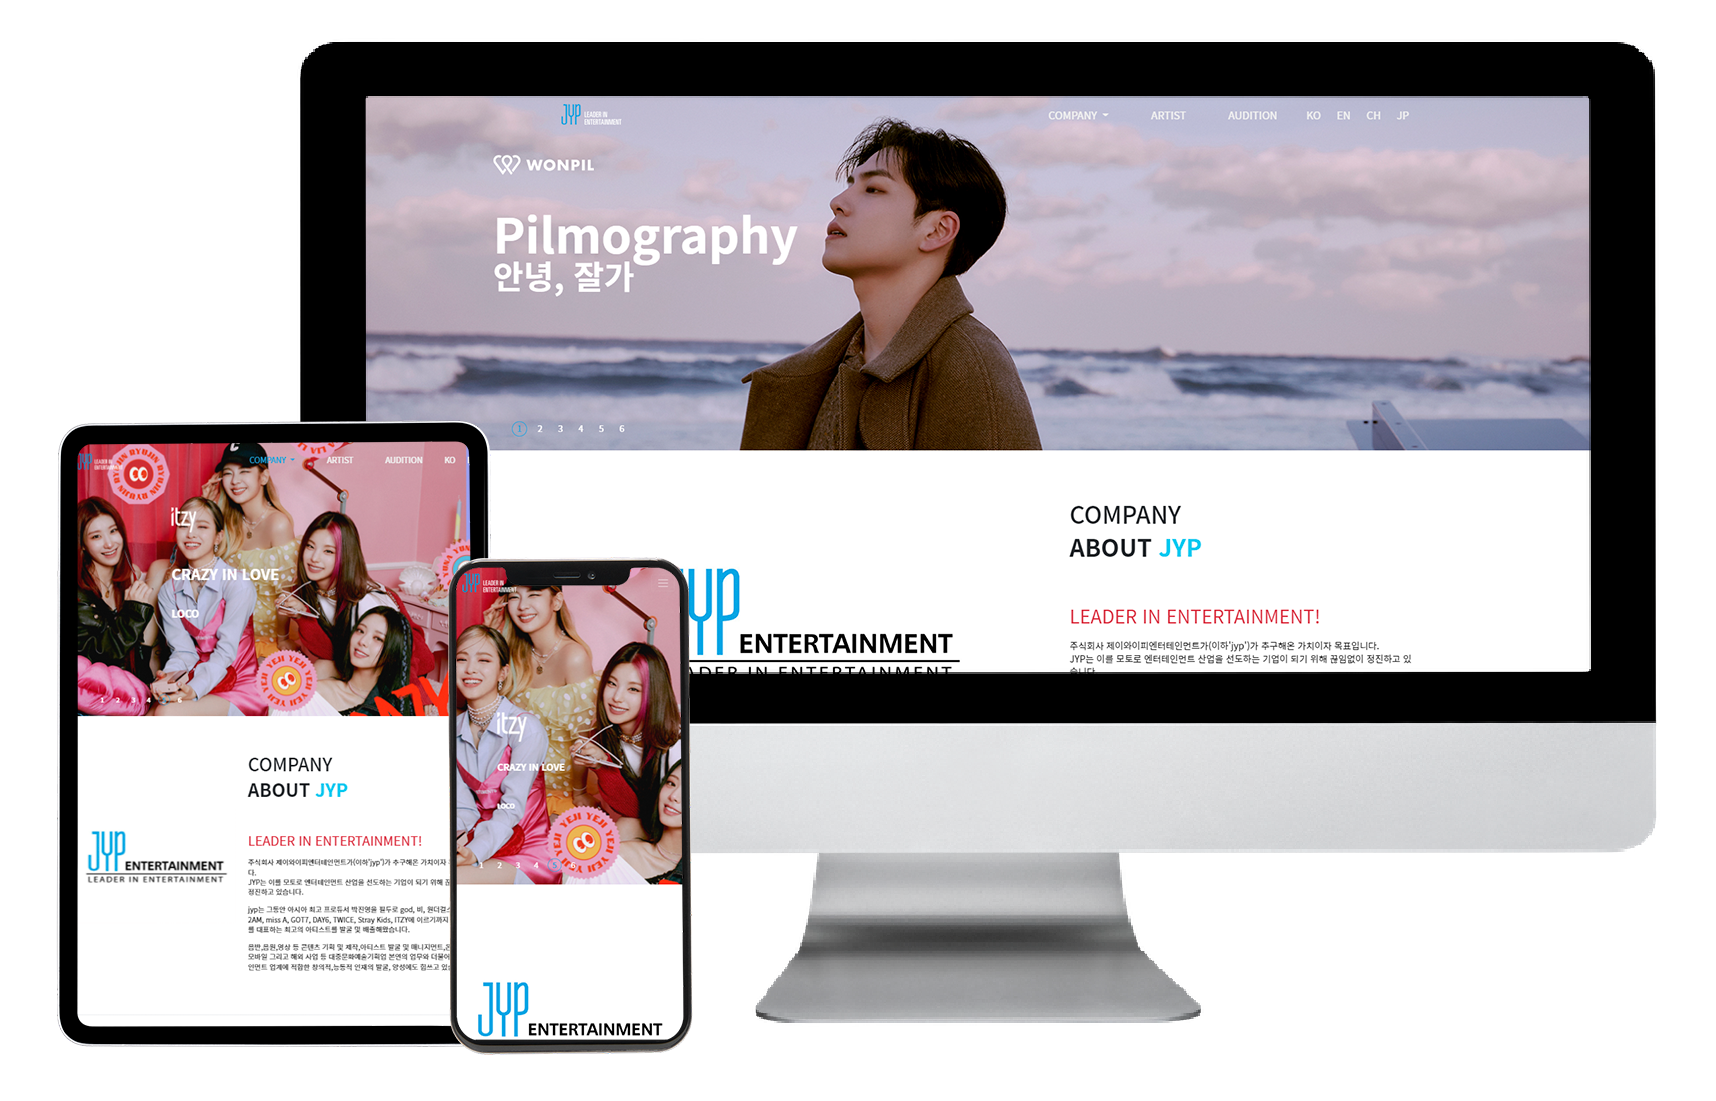 JYP LEADER IN
ENTERTAINMENT
COMPANY ARTIST AUDITION KO EN CH JP
WONPIL
Pilmography
안녕, 잘가
1 2 3 4 5 6
COMPANY
ABOUT JYP
LEADER IN ENTERTAINMENT!
주식회사 제이와이피엔터테인먼트가(이하'jyp')가 추구해온 가치이자 목표입니다.
JYP는 이를 모토로 엔터테인먼트 산업을 선도하는 기업이 되기 위해 끊임없이 정진하고 있
습니다.
YP ENTERTAINMENT
ADER IN ENTERTAINMENT
JYP LEADER IN
ENTERTAINMENT
COMPANY ARTIST AUDITION KO
RYUJIN RYUJIN
itzy
CRAZY IN LOVE
LOCO
YEJI YEJI YEJI
1 2 3 4 6
COMPANY
ABOUT JYP
LEADER IN ENTERTAINMENT!
주식회사 제이와이피엔터테인먼트가(이하'jyp')가 추구해온 가치이자
다.
JYP는 이를 모토로 엔터테인먼트 산업을 선도하는 기업이 되기 위해 끊
정진하고 있습니다.
jyp는 그동안 아시아 최고 프로듀서 박진영을 필두로 god, 비, 원더걸스
2AM, miss A, GOT7, DAY6, TWICE, Stray Kids, ITZY에 이르기까지
를 대표하는 최고의 아티스트를 발굴 및 배출해왔습니다.
음반,음원,영상 등 콘텐츠 기획 및 제작,아티스트 발굴 및 매니지먼트,온
모바일 그리고 해외 사업 등 대중문화예술기획업 본연의 업무와 더불어
인먼트 업계에 적합한 창의적,능동적 인재의 발굴, 양성에도 힘쓰고 있
JYP ENTERTAINMENT
LEADER IN ENTERTAINMENT
JYP LEADER IN
ENTERTAINMENT
itzy
CRAZY IN LOVE
LOCO
YEJI YEJI YEJI
1 2 3 4 5 6
JYP ENTERTAINMENT